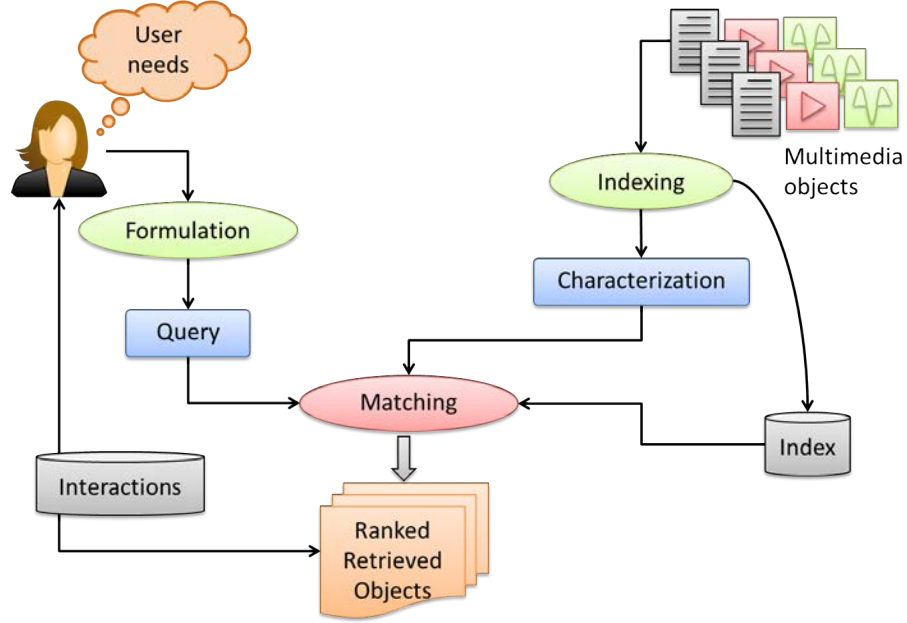 User
needs
Multimedia
objects
Indexing
Formulation
Characterization
Query
Matching
Index
Interactions
Ranked
Retrieved
Objects